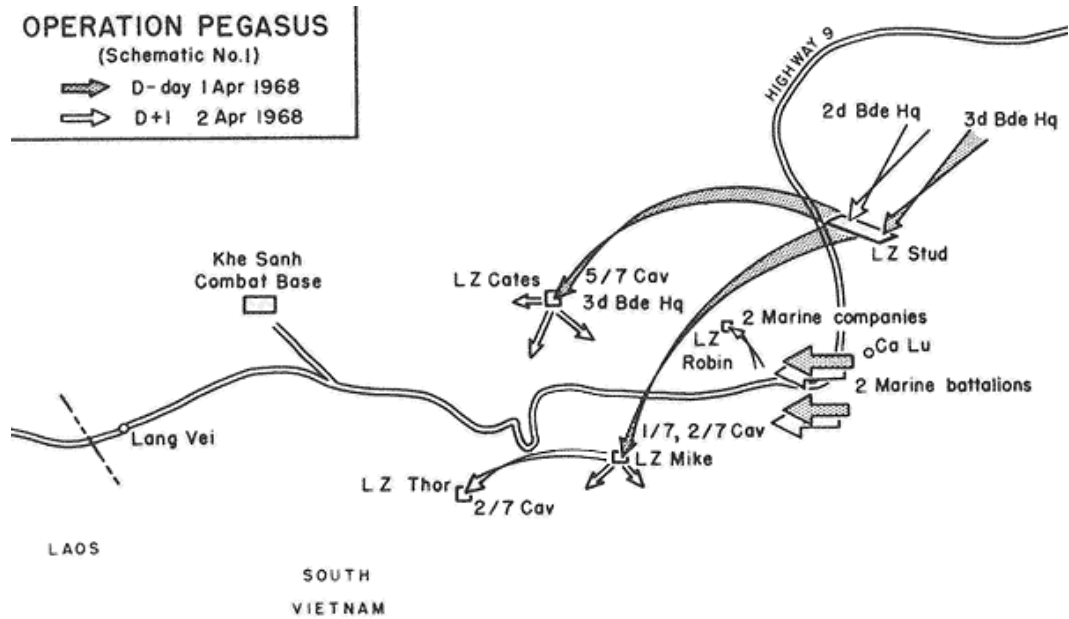 OPERATION PEGASUS
(Schematic No.1)
D-day 1 Apr 1968
D+1 2 Apr 1968
HIGHWAY 9
2d Bde Hq
3d Bde Hq
LZ Stud
Khe Sanh
Combat Base
LZ Cates
5/7 Cav
3d Bde Hq
2 Marine companies
LZ
Robin
Ca Lu
2 Marine battalions
Lang Vei
1/7, 2/7 Cav
LZ Mike
LZ Thor
2/7 Cav
LAOS
SOUTH
VIETNAM